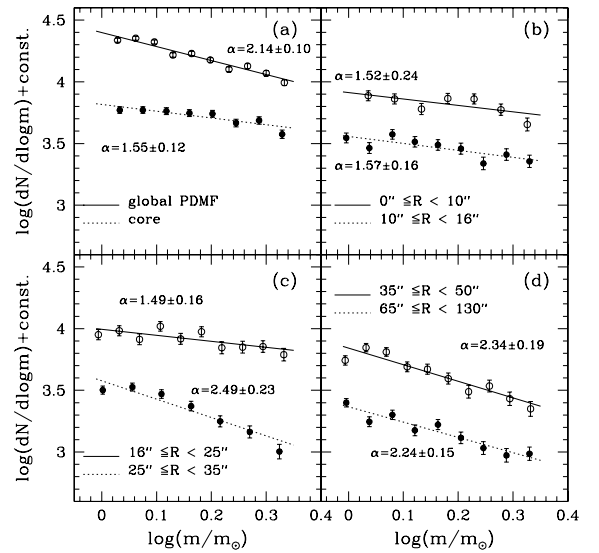 (a)
α=2.14±0.10
α=1.55±0.12
global PDMF
core
4.5
4
3.5
3
log(dN/dlogm)+const.
(b)
α=1.52±0.24
α=1.57±0.16
0″ ≦R < 10″
10″ ≦R < 16″
(c)
α=1.49±0.16
α=2.49±0.23
16″ ≦R < 25″
25″ ≦R < 35″
4.5
4
3.5
3
log(dN/dlogm)+const.
0 0.1 0.2 0.3
log(m/m⊙)
(d)
35″ ≦R < 50″
65″ ≦R < 130″
α=2.34±0.19
α=2.24±0.15
0.4 0 0.1 0.2 0.3 0.4
log(m/m⊙)